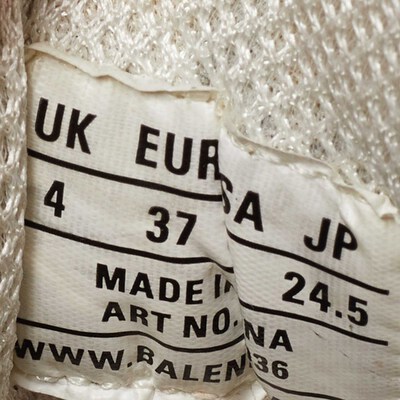 UK EUR SA JP
4 37 24.5
MADE I NA
ART NO. 36
WWW.BALEN